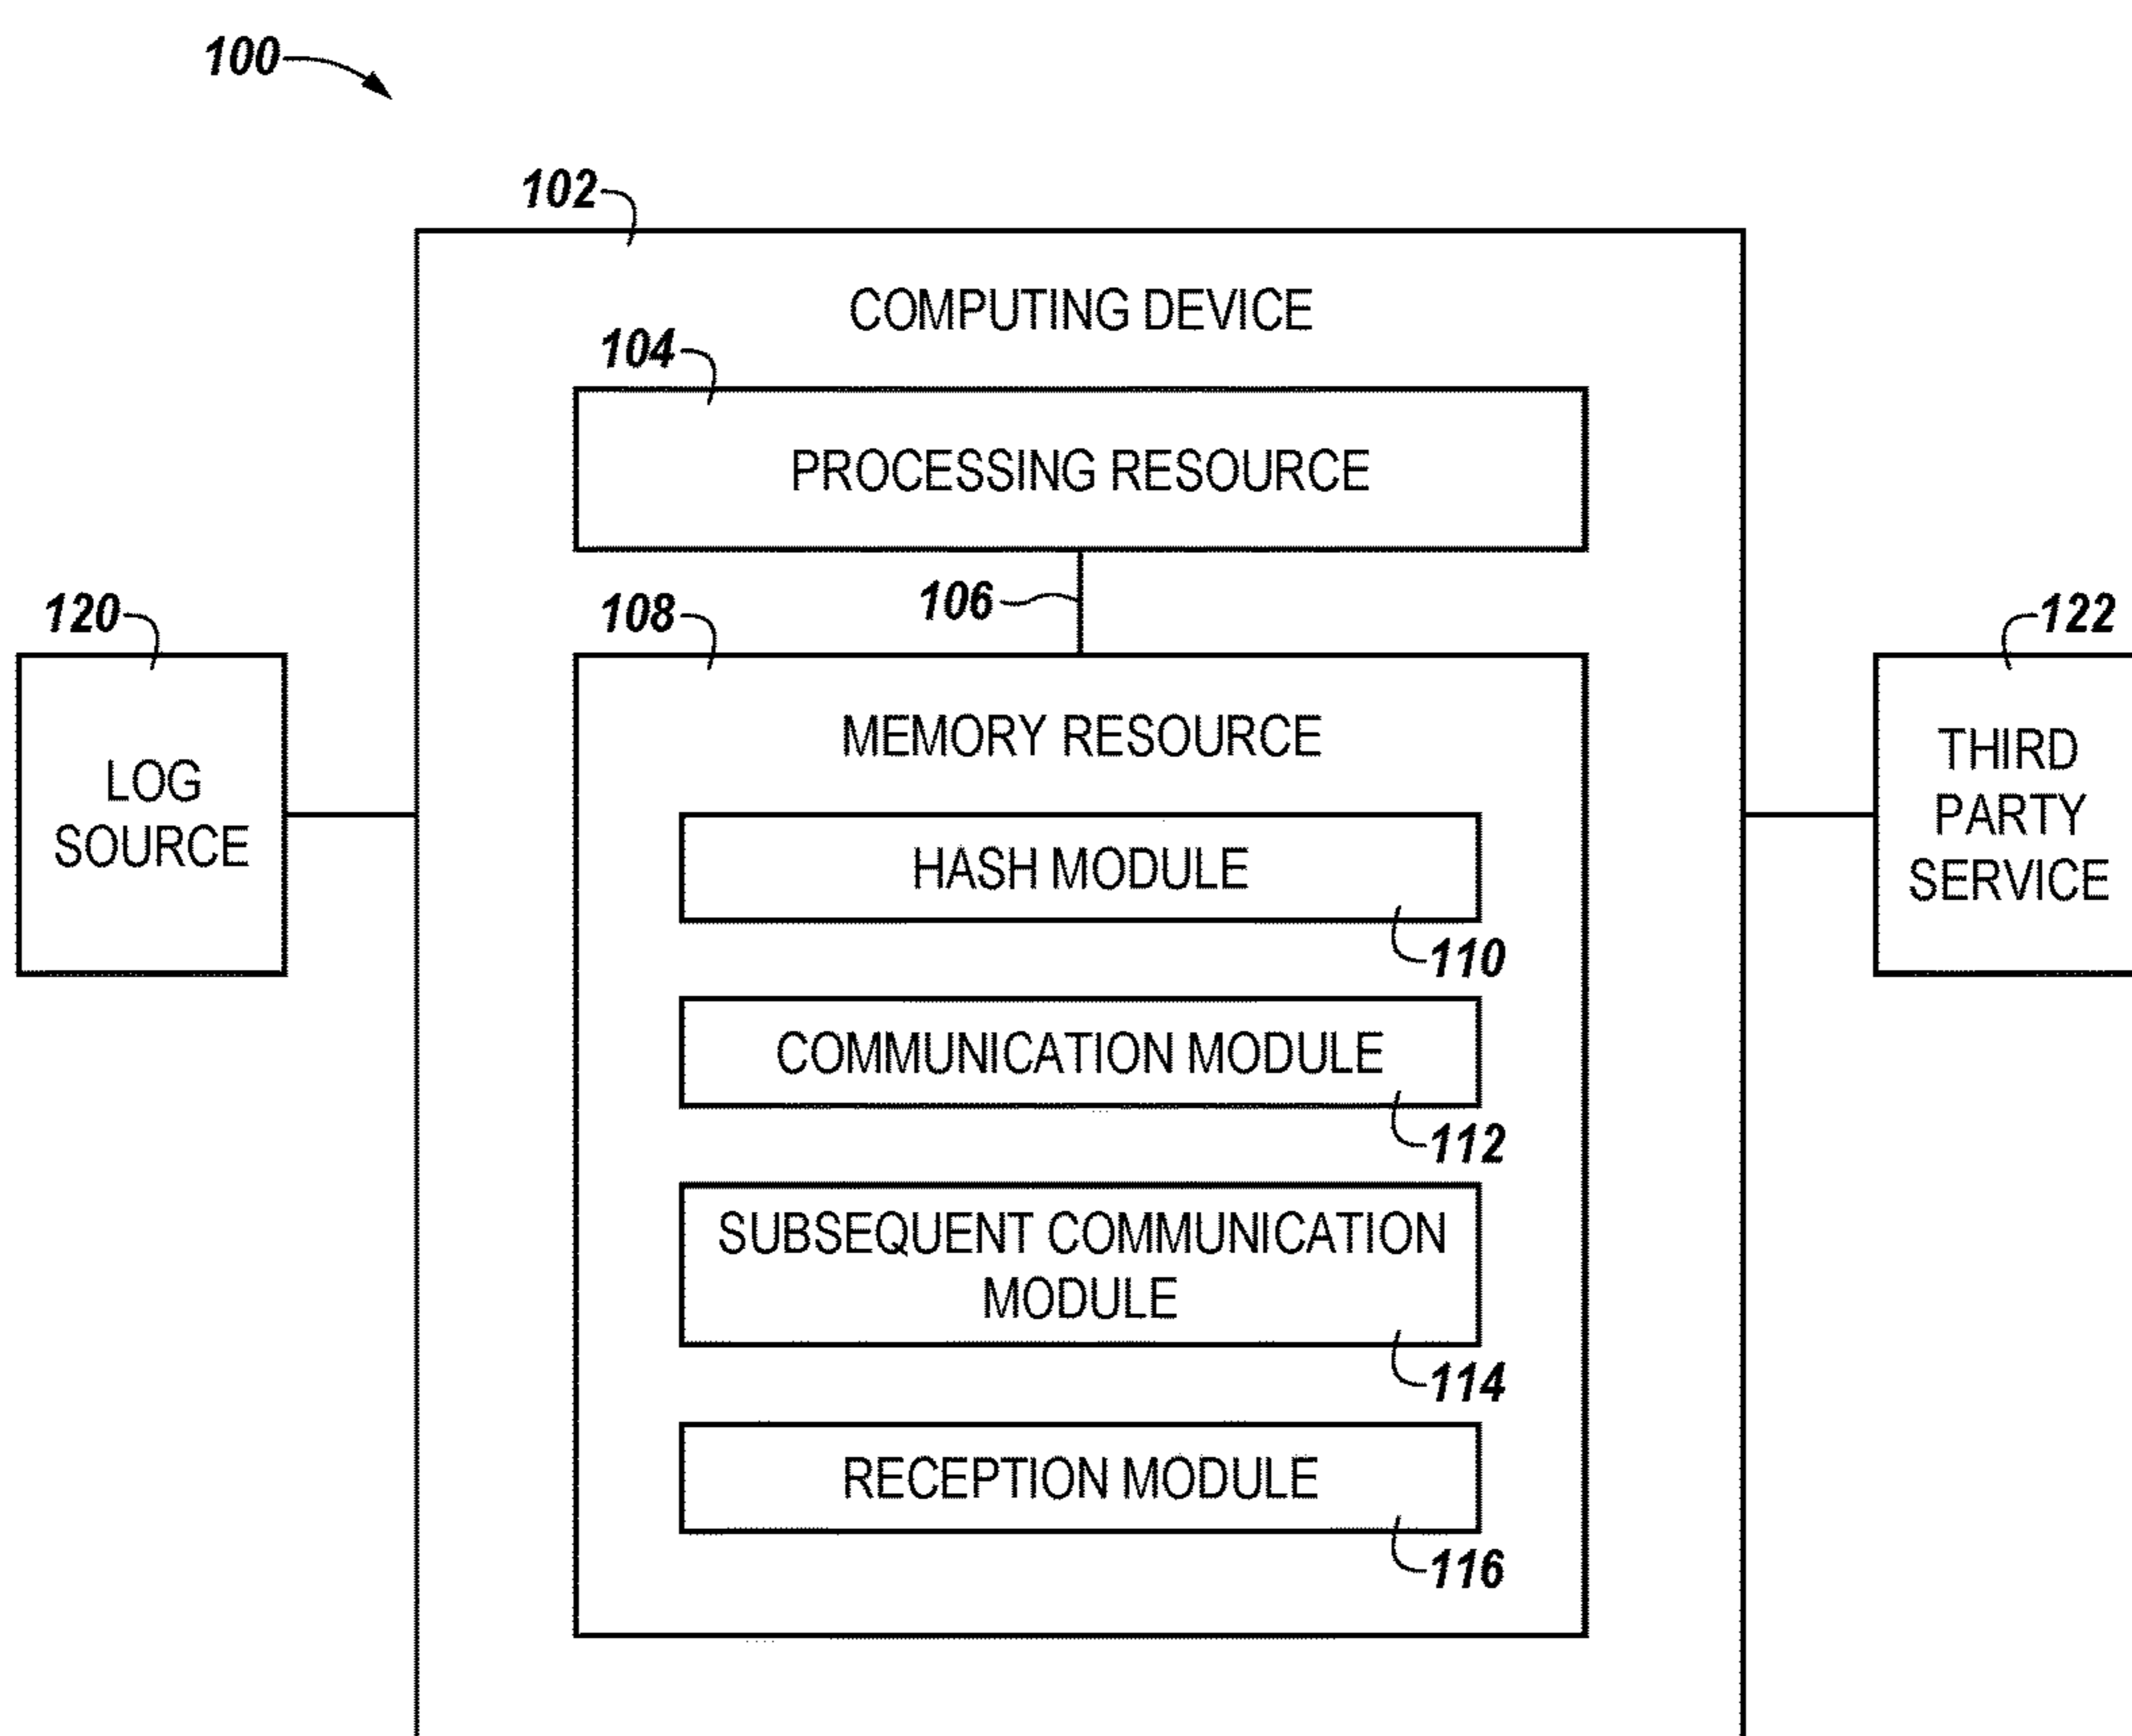 100
102
COMPUTING DEVICE
104
PROCESSING RESOURCE
106
120
108
122
LOG
SOURCE
MEMORY RESOURCE
THIRD
PARTY
SERVICE
HASH MODULE
110
COMMUNICATION MODULE
112
SUBSEQUENT COMMUNICATION
MODULE
114
RECEPTION MODULE
116